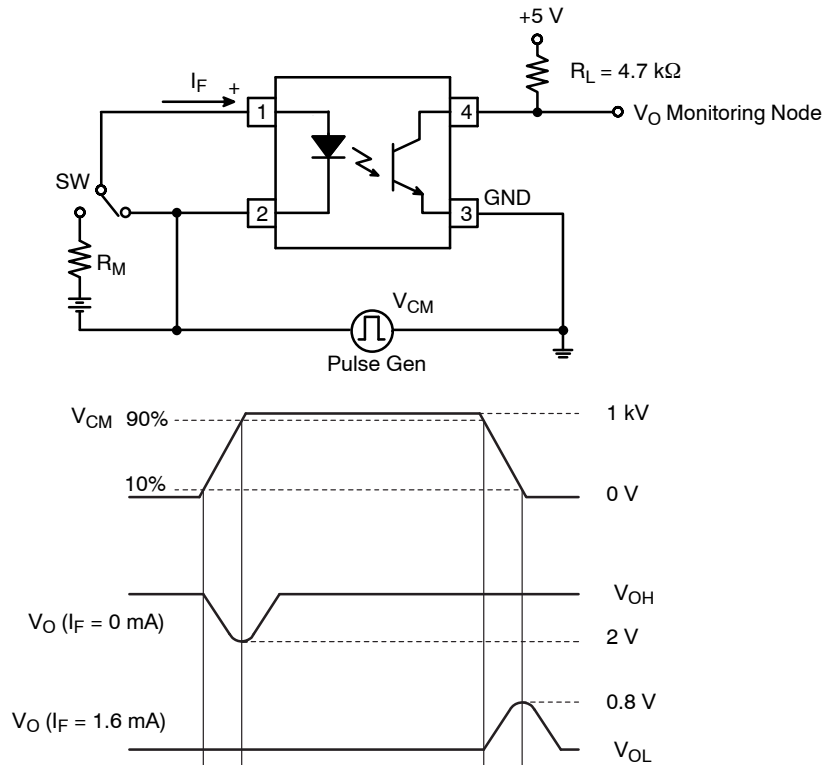 +5 V
R_L = 4.7 kΩ
I_F
+
1
4
V_O Monitoring Node
SW
2
3
GND
R_M
V_CM
Pulse Gen
V_CM 90%
1 kV
10%
0 V
V_OH
V_O (I_F = 0 mA)
2 V
0.8 V
V_O (I_F = 1.6 mA)
V_OL